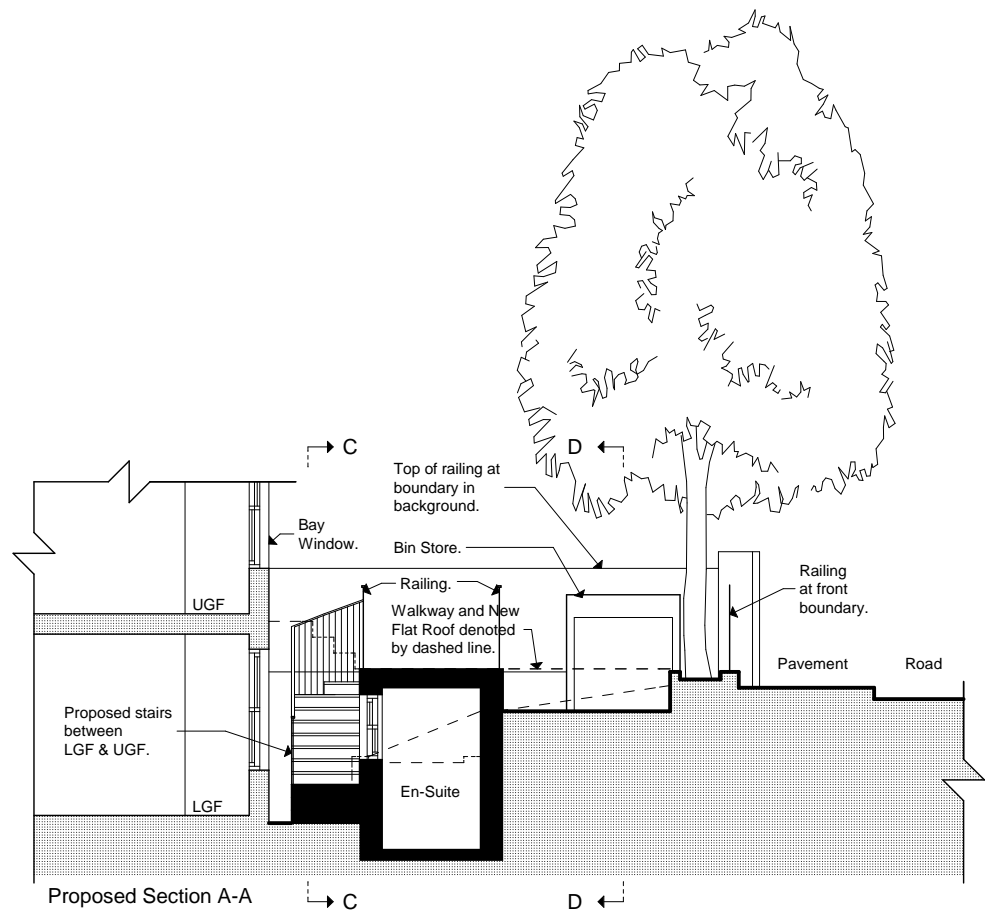 C
D
Top of railing at
boundary in
background.
Bay
Window.
Bin Store.
Railing.
Railing
at front
boundary.
UGF
Walkway and New
Flat Roof denoted
by dashed line.
Pavement
Road
Proposed stairs
between
LGF & UGF.
En-Suite
LGF
Proposed Section A-A
C
D